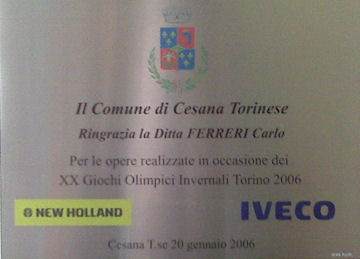 Il Comune di Cesana Torinese
Ringrazia la Ditta FERRERI Carlo
Per le opere realizzate in occasione dei
XX Giochi Olimpici Invernali Torino 2006
NEW HOLLAND IVECO
Cesana T.se 20 gennaio 2006